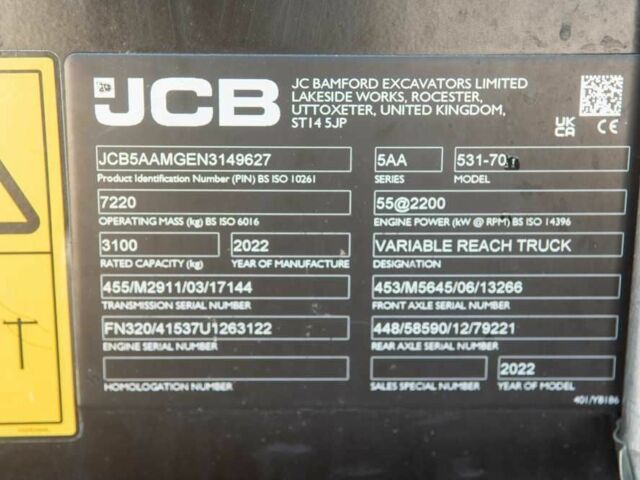 JCB
JC BAMFORD EXCAVATORS LIMITED
LAKESIDE WORKS, ROCESTER,
UTTOXETER, UNITED KINGDOM,
ST14 5JP
UK
CA
CE
JCB5AAMGEN3149627
Product Identification Number (PIN) BS ISO 10261
5AA
SERIES
531-70
MODEL
7220
OPERATING MASS (kg) BS ISO 6016
55@2200
ENGINE POWER (kW @ RPM) BS ISO 14396
3100
RATED CAPACITY (kg)
2022
YEAR OF MANUFACTURE
VARIABLE REACH TRUCK
DESIGNATION
455/M2911/03/17144
TRANSMISSION SERIAL NUMBER
453/M5645/06/13266
FRONT AXLE SERIAL NUMBER
FN320/41537U1263122
ENGINE SERIAL NUMBER
448/58590/12/79221
REAR AXLE SERIAL NUMBER
HOMOLOGATION NUMBER
SALES SPECIAL NUMBER
2022
YEAR OF MODEL
401/Y8186